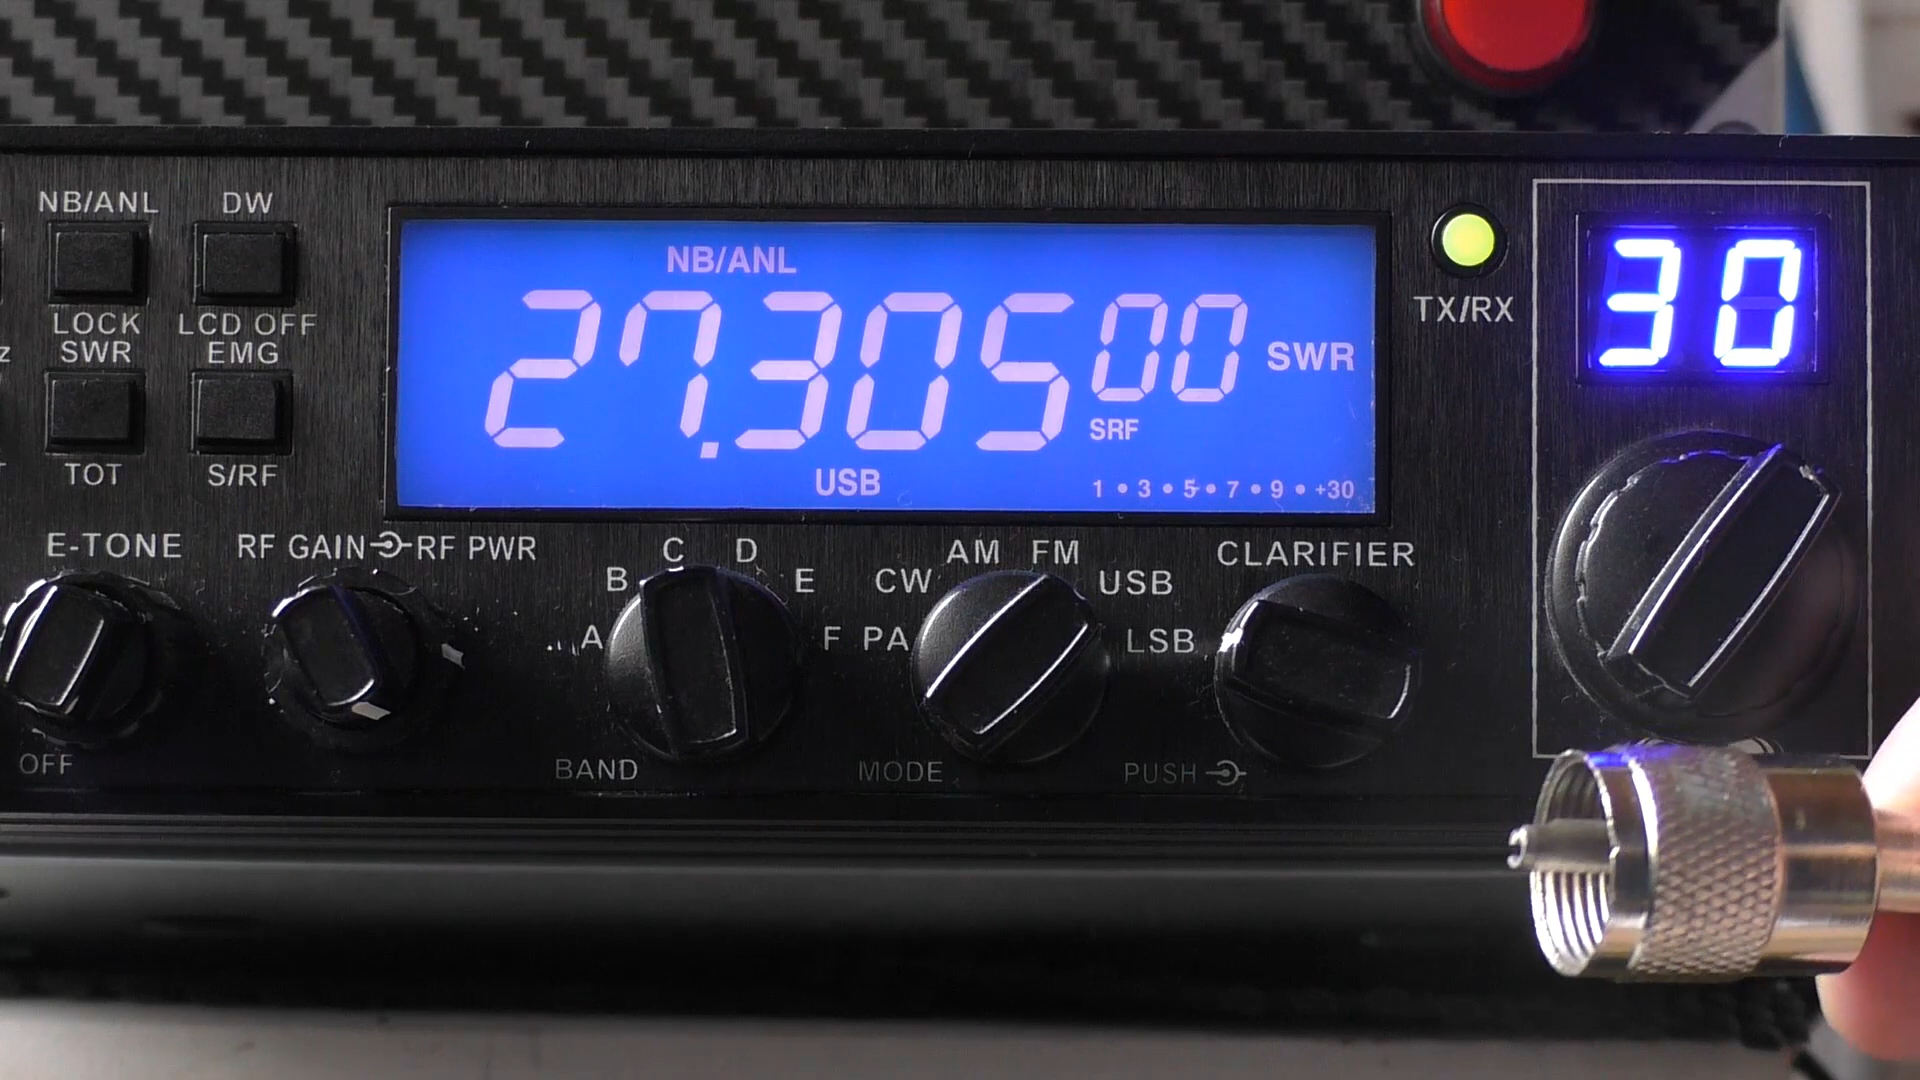 NB/ANL
DW
LOCK
LCD OFF
SWR
EMG
TOT
S/RF
NB/ANL
27.305 00
SWR
SRF
USB
1 • 3 • 5 • 7 • 9 • +30
TX/RX
30
E-TONE
RF GAIN
RF PWR
OFF
A
B
C
D
E
F
BAND
PA
CW
AM
FM
USB
LSB
MODE
CLARIFIER
PUSH